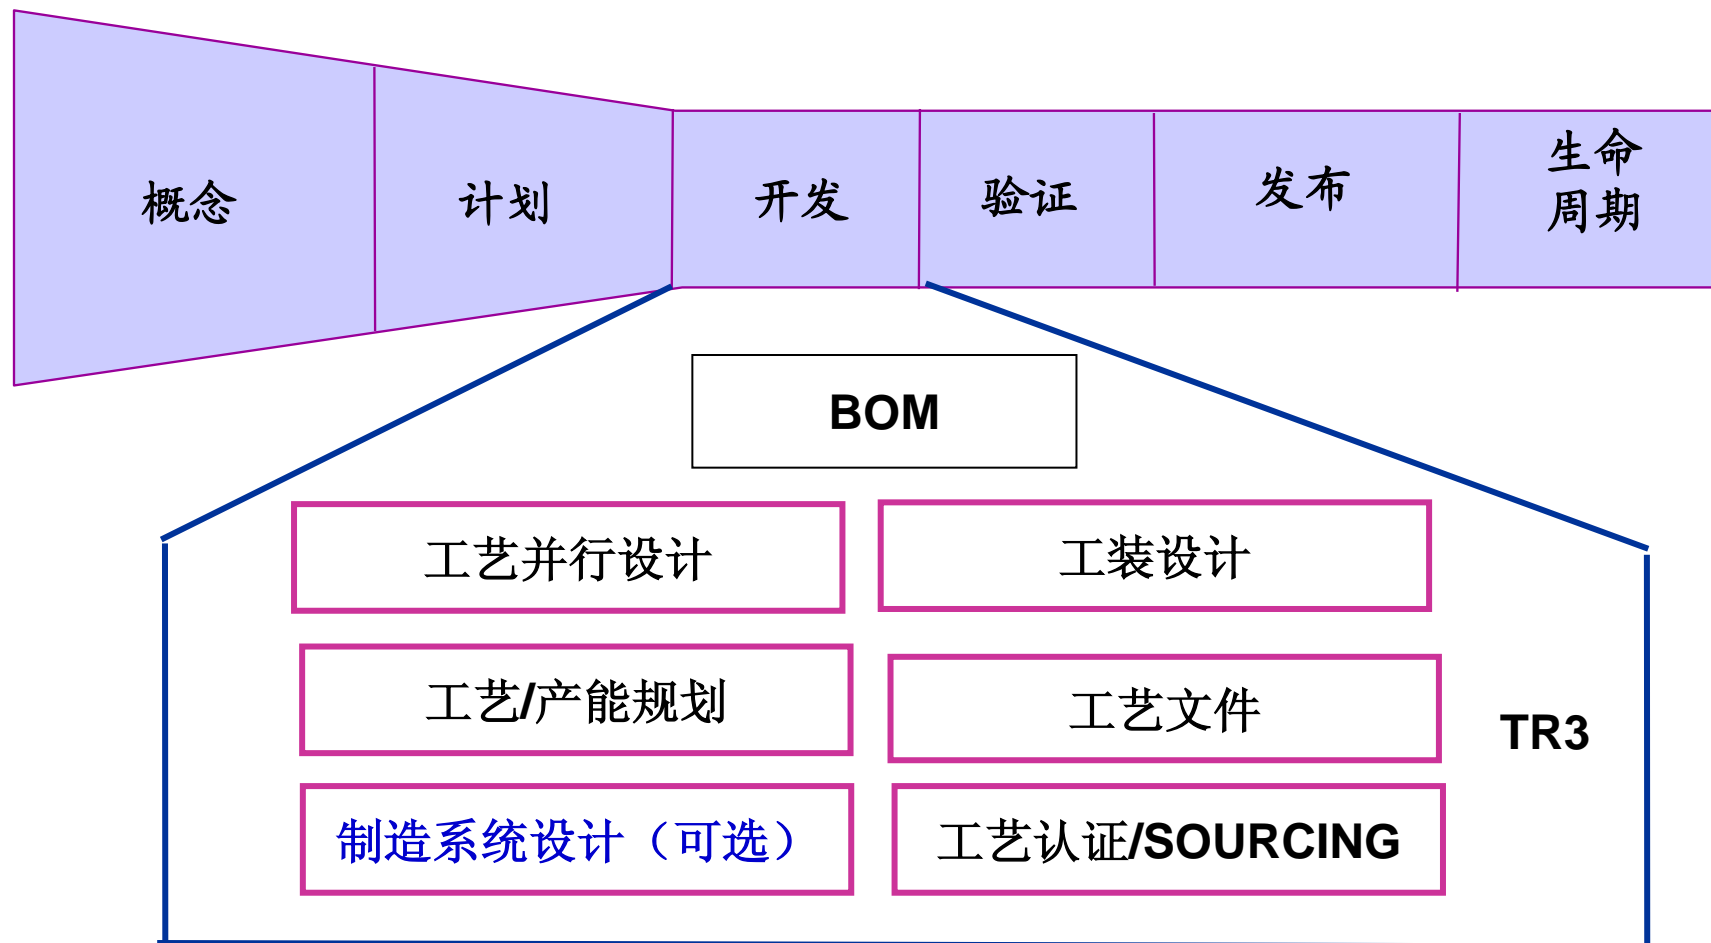 概念
计划
开发
验证
发布
生命
周期
BOM
工艺并行设计
工装设计
工艺/产能规划
工艺文件
TR3
制造系统设计（可选）
工艺认证/SOURCING